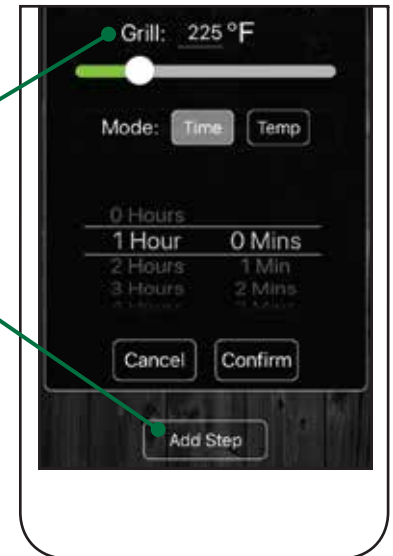 Grill: 225 °F
Mode: Time Temp
0 Hours
1 Hour 0 Mins
2 Hours 1 Min
3 Hours 2 Mins
Cancel Confirm
Add Step